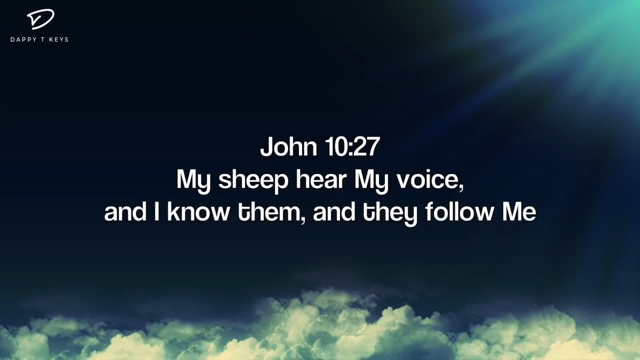 DAPPY T KEYS
John 10:27
My sheep hear My voice,
and I know them, and they follow Me